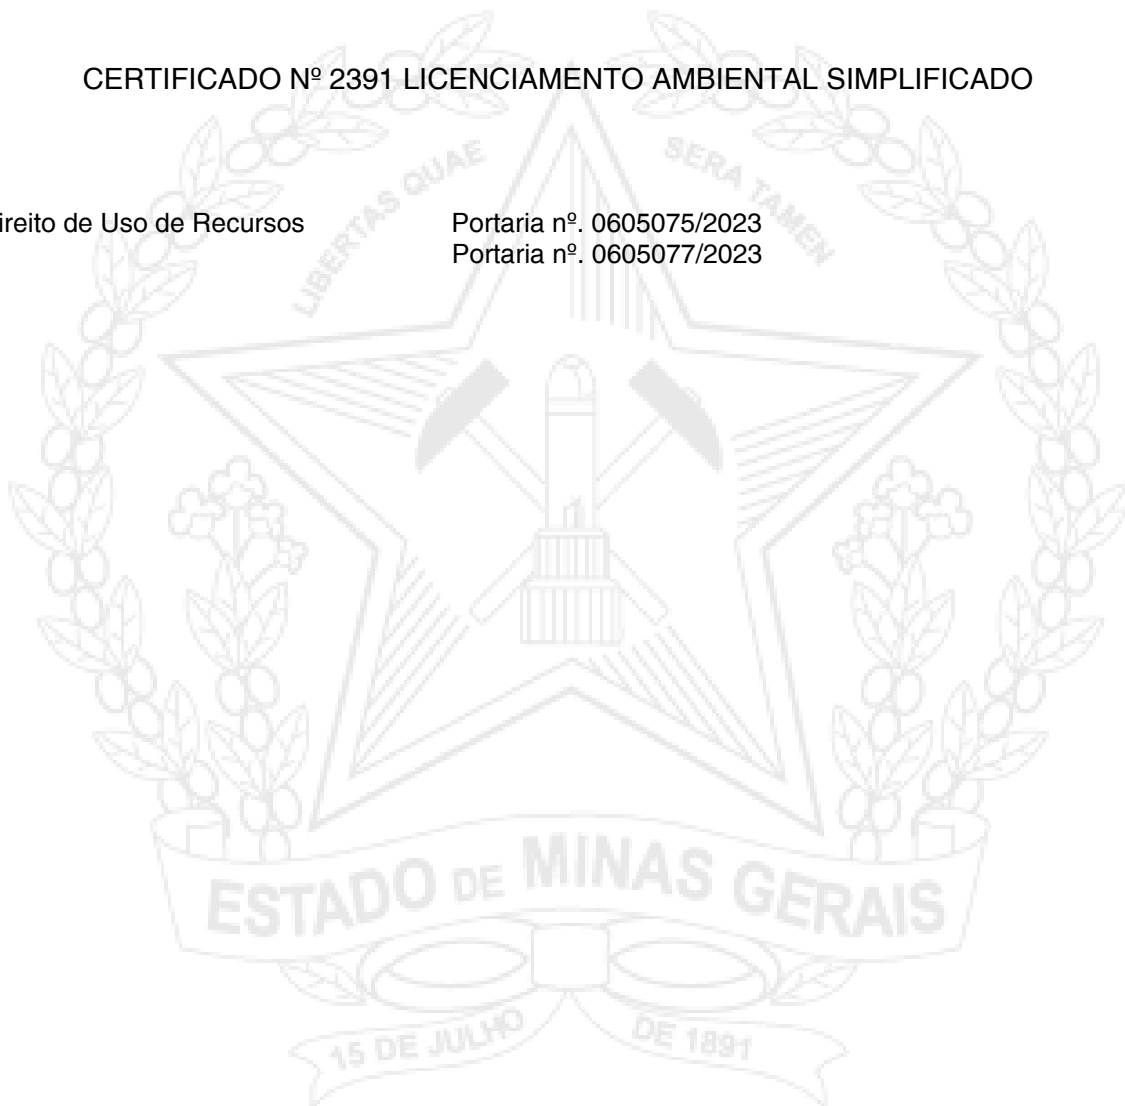 CERTIFICADO Nº 2391 LICENCIAMENTO AMBIENTAL SIMPLIFICADO
LIBERTAS QUAE SERA TAMEN
ireito de Uso de Recursos Portaria nº. 0605075/2023
Portaria nº. 0605077/2023
ESTADO DE MINAS GERAIS
15 DE JULHO DE 1891